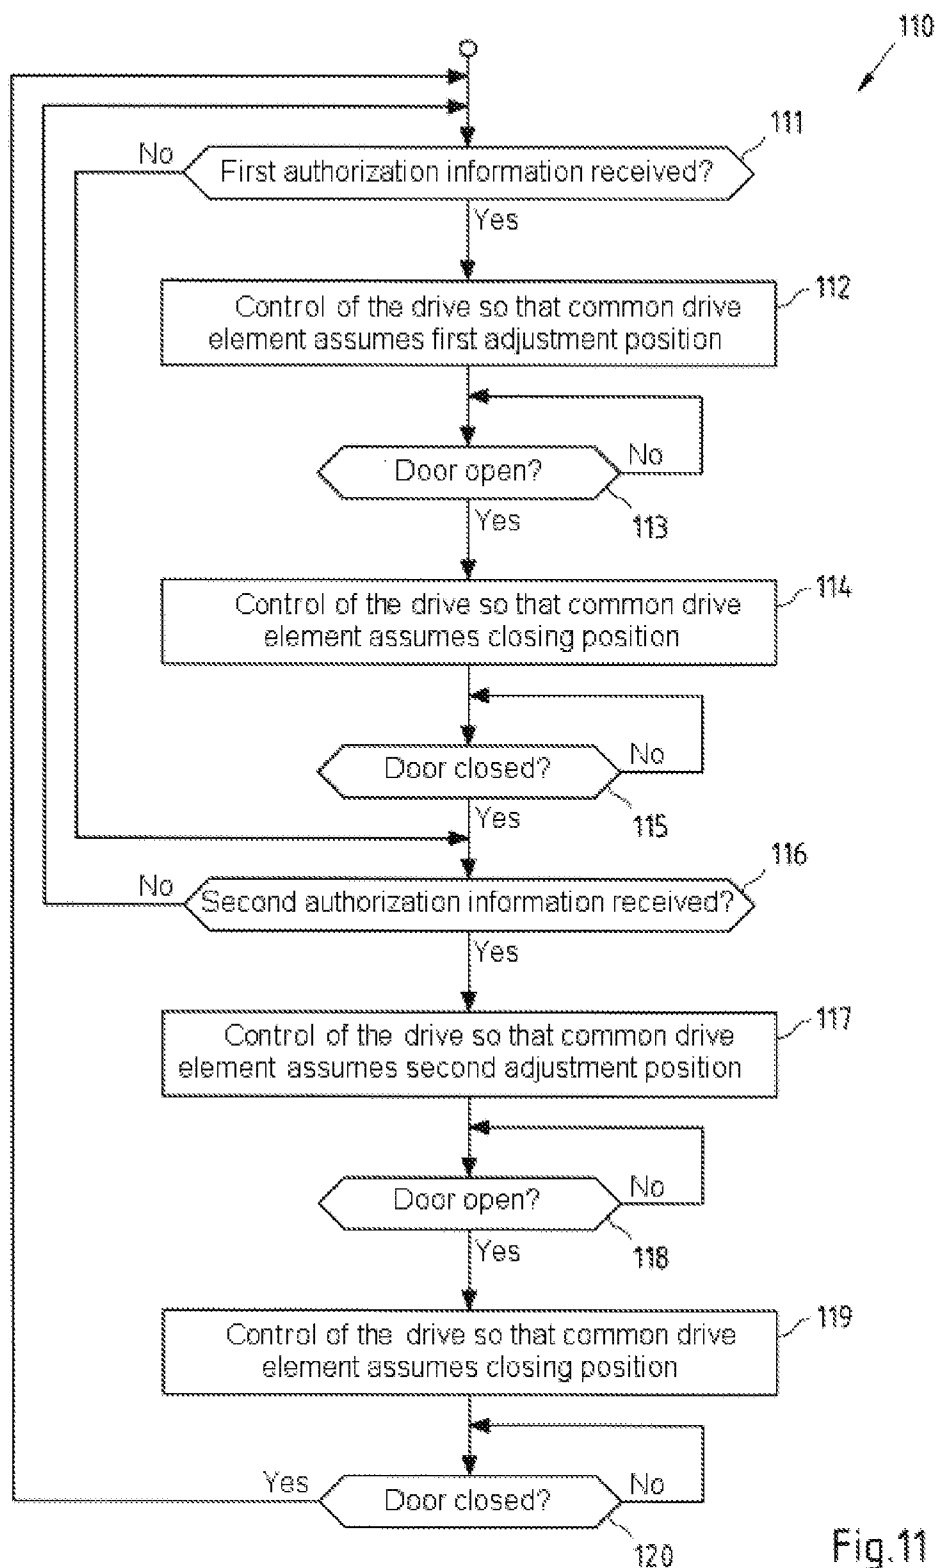 110
111
No
First authorization information received?
Yes
112
Control of the drive so that common drive
element assumes first adjustment position
Door open?
No
Yes
113
114
Control of the drive so that common drive
element assumes closing position
Door closed?
No
Yes
115
116
No
Second authorization information received?
Yes
117
Control of the drive so that common drive
element assumes second adjustment position
Door open?
No
Yes
118
119
Control of the drive so that common drive
element assumes closing position
Yes
Door closed?
No
120
Fig.11